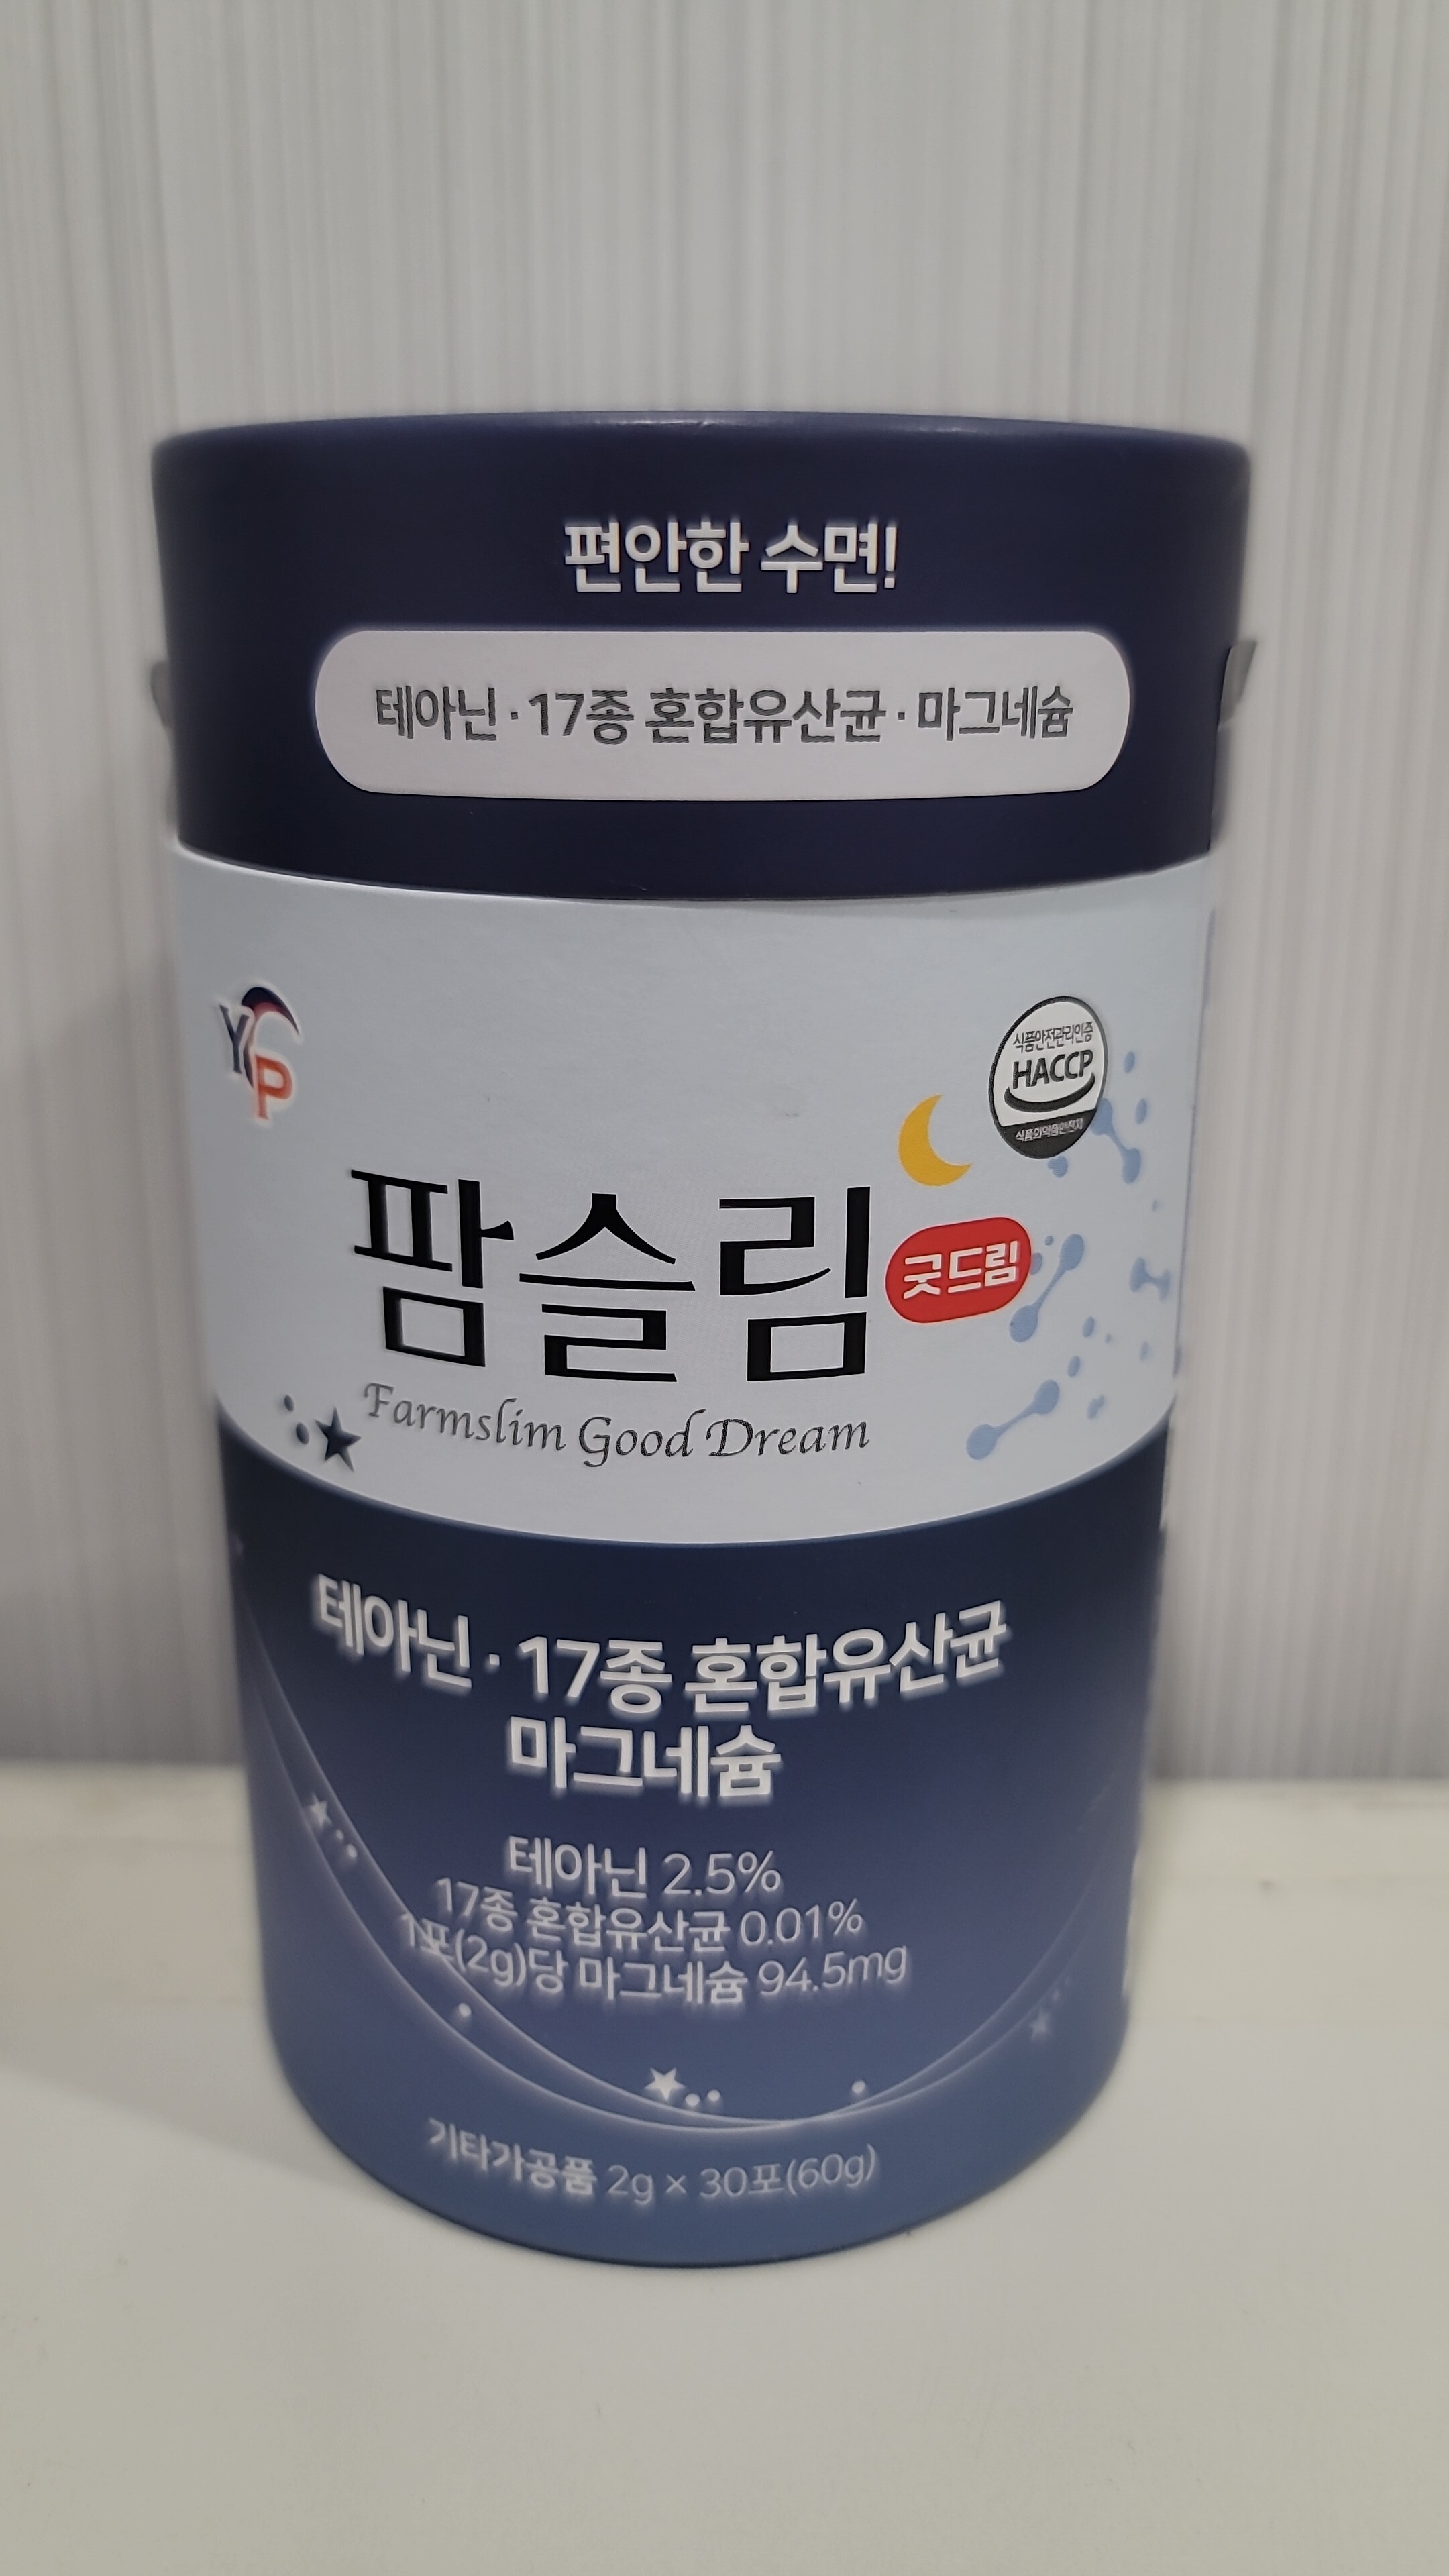 편안한 수면!
테아닌·17종 혼합유산균·마그네슘
YCP
식품안전관리인증
HACCP
식품의약품안전처
팜슬림
굿드림
Farmslim Good Dream
테아닌·17종 혼합유산균
마그네슘
테아닌 2.5%
17종 혼합유산균 0.01%
1포(2g)당 마그네슘 94.5mg
기타가공품 2g × 30포(60g)